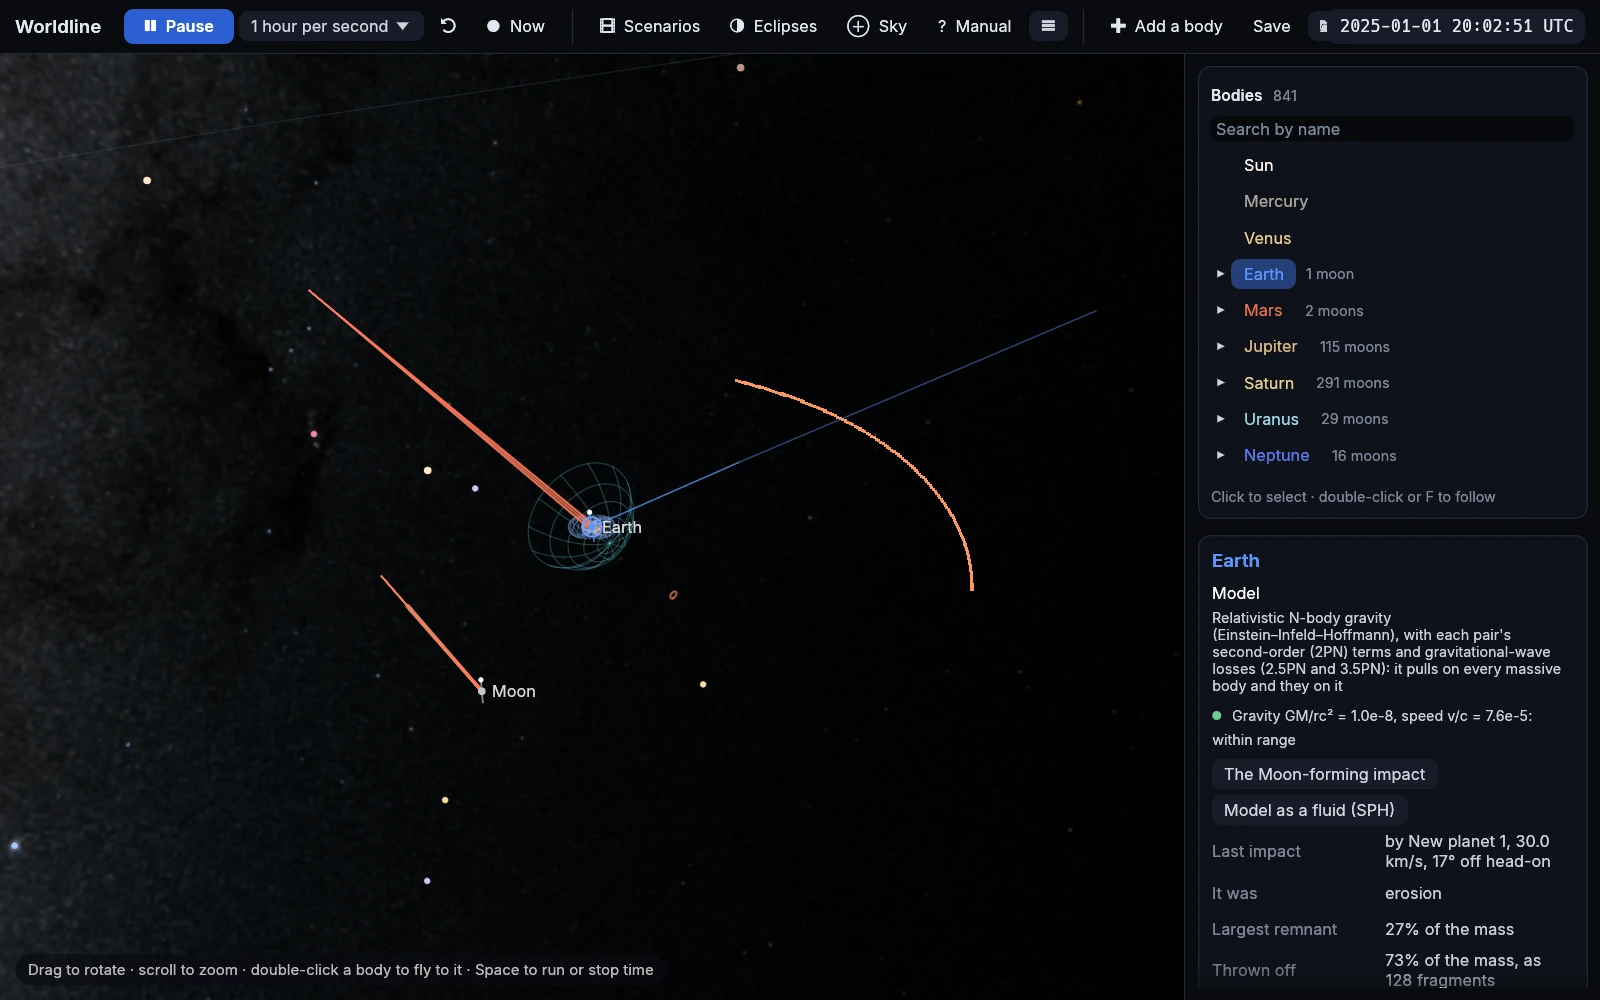 Worldline
Pause
1 hour per second
Now
Scenarios
Eclipses
Sky
? Manual
Add a body
Save
2025-01-01 20:02:51 UTC
Earth
Moon
Drag to rotate · scroll to zoom · double-click a body to fly to it · Space to run or stop time
Bodies 841
Search by name
Sun
Mercury
Venus
Earth 1 moon
Mars 2 moons
Jupiter 115 moons
Saturn 291 moons
Uranus 29 moons
Neptune 16 moons
Click to select · double-click or F to follow
Earth
Model
Relativistic N-body gravity
(Einstein–Infeld–Hoffmann), with each pair's
second-order (2PN) terms and gravitational-wave
losses (2.5PN and 3.5PN): it pulls on every massive
body and they on it
Gravity GM/rc² = 1.0e-8, speed v/c = 7.6e-5:
within range
The Moon-forming impact
Model as a fluid (SPH)
Last impact by New planet 1, 30.0
km/s, 17° off head-on
It was erosion
Largest remnant 27% of the mass
Thrown off 73% of the mass, as
128 fragments